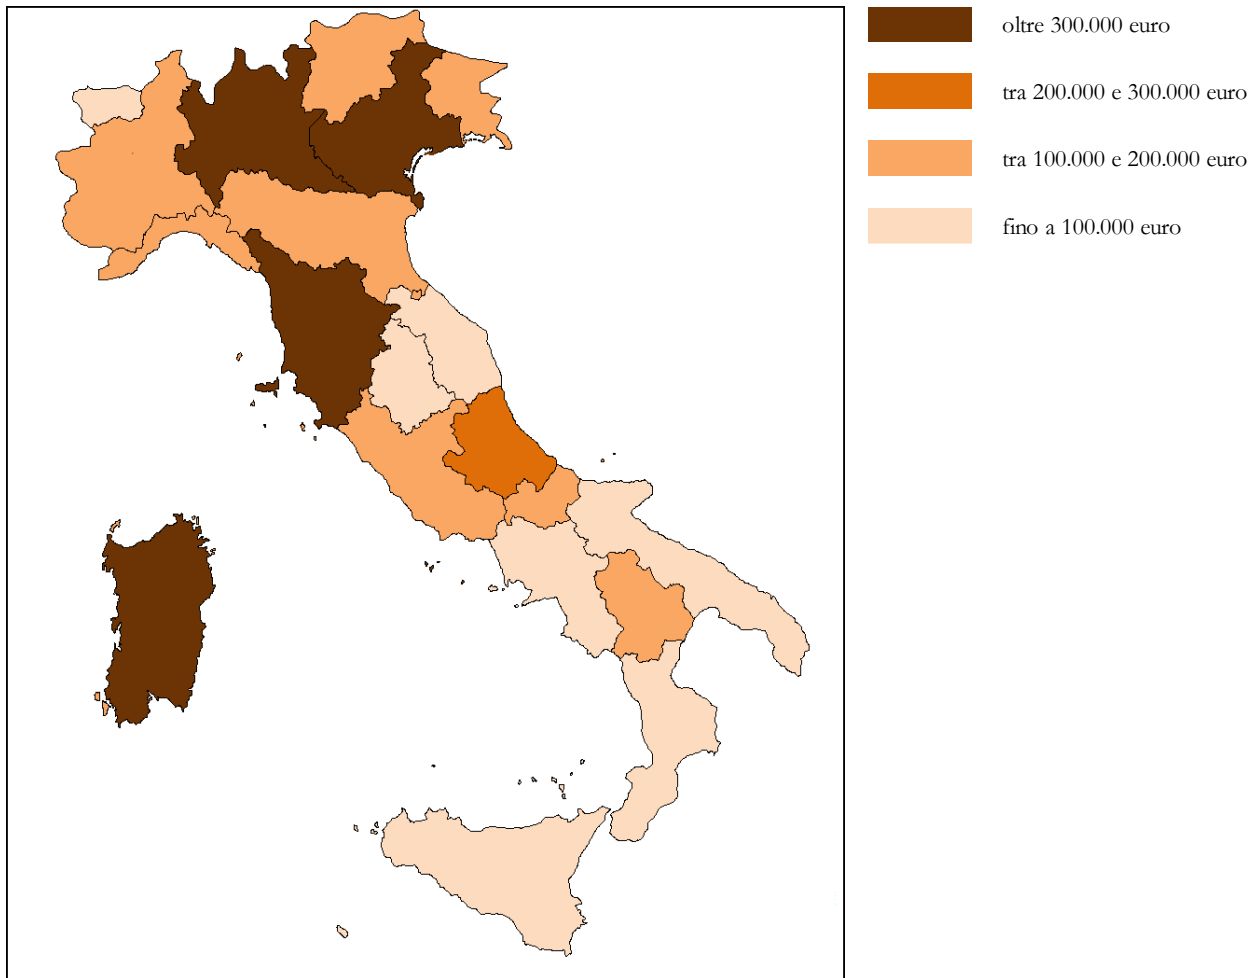 oltre 300.000 euro
tra 200.000 e 300.000 euro
tra 100.000 e 200.000 euro
fino a 100.000 euro